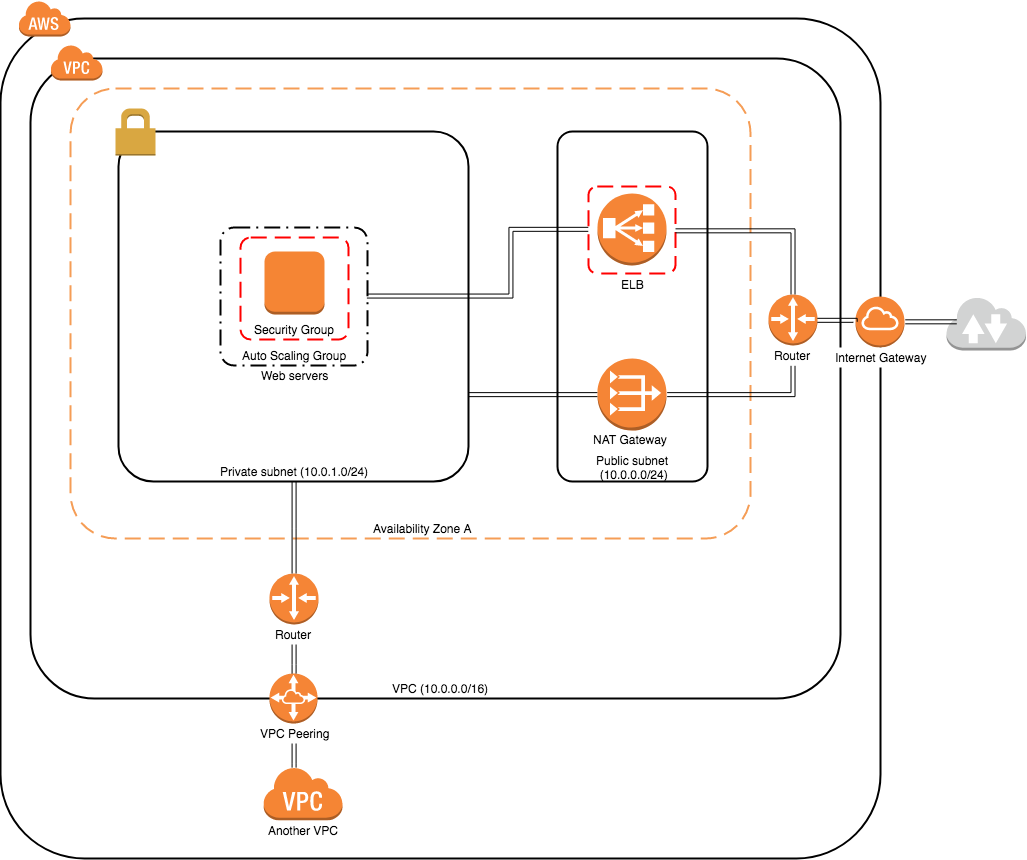 AWS
VPC
ELB
Security Group
Auto Scaling Group
Web servers
Router
Internet Gateway
NAT Gateway
Public subnet
(10.0.0.0/24)
Private subnet (10.0.1.0/24)
Availability Zone A
Router
VPC (10.0.0.0/16)
VPC Peering
VPC
Another VPC